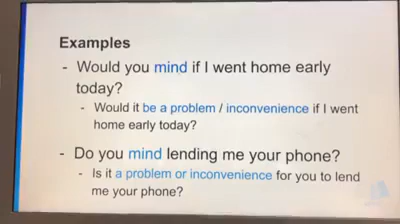 Examples
- Would you mind if I went home early
today?
- Would it be a problem / inconvenience if I went
home early today?
- Do you mind lending me your phone?
- Is it a problem or inconvenience for you to lend
me your phone?